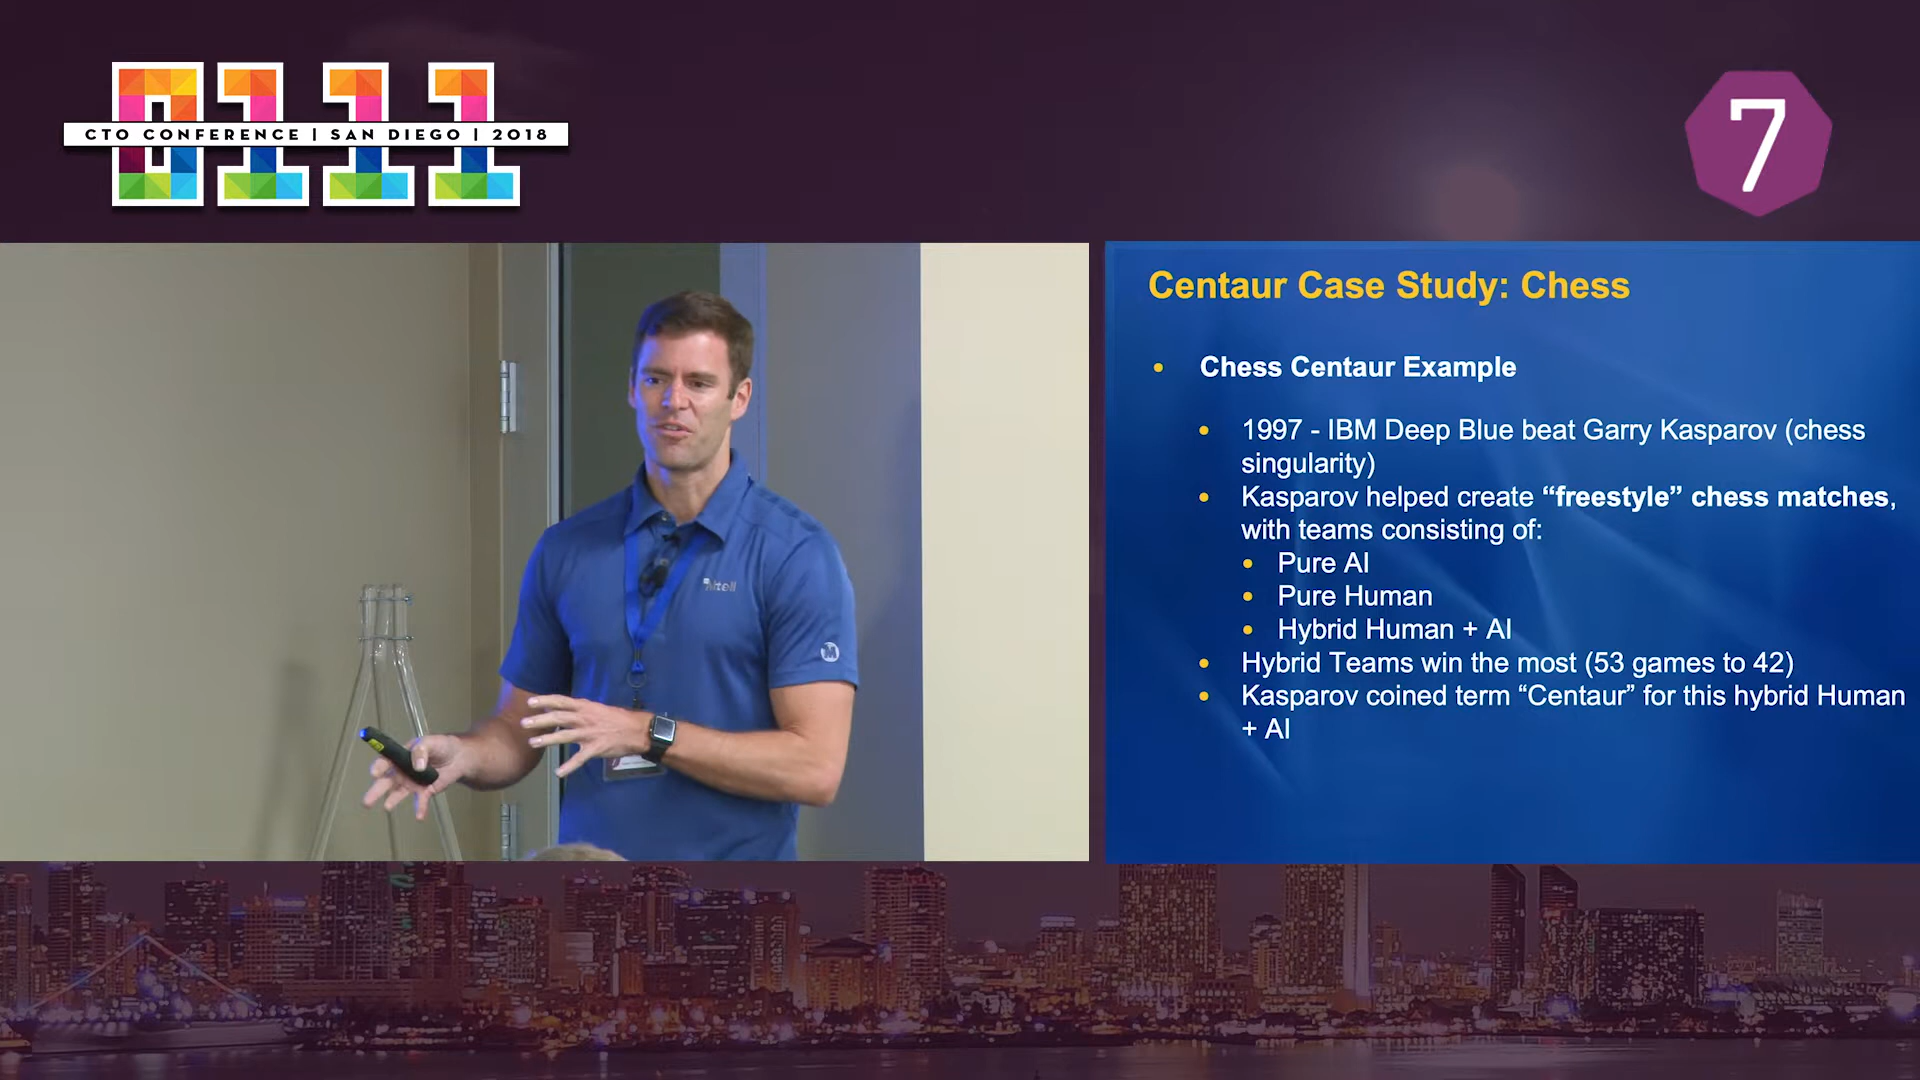 0111
CTO CONFERENCE | SAN DIEGO | 2018
7
Centaur Case Study: Chess
• Chess Centaur Example
• 1997 - IBM Deep Blue beat Garry Kasparov (chess
singularity)
• Kasparov helped create “freestyle” chess matches,
with teams consisting of:
• Pure AI
• Pure Human
• Hybrid Human + AI
• Hybrid Teams win the most (53 games to 42)
• Kasparov coined term “Centaur” for this hybrid Human
+ AI
M